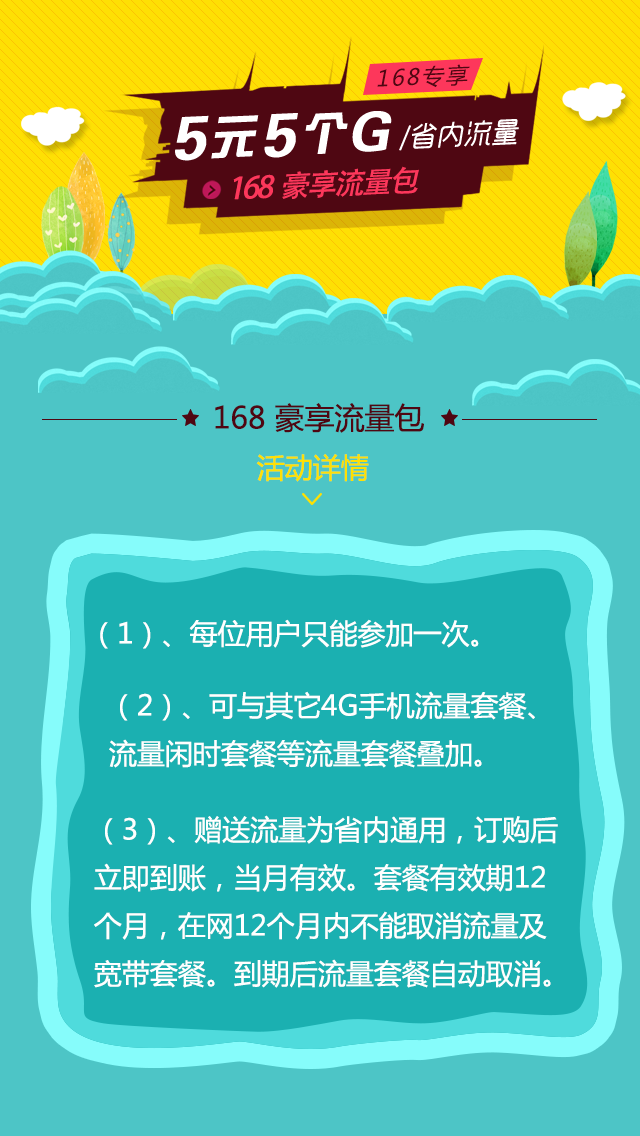 168专享
5元5个G/省内流量
168 豪享流量包
168 豪享流量包
活动详情
（1）、每位用户只能参加一次。
（2）、可与其它4G手机流量套餐、
流量闲时套餐等流量套餐叠加。
（3）、赠送流量为省内通用，订购后
立即到账，当月有效。套餐有效期12
个月，在网12个月内不能取消流量及
宽带套餐。到期后流量套餐自动取消。